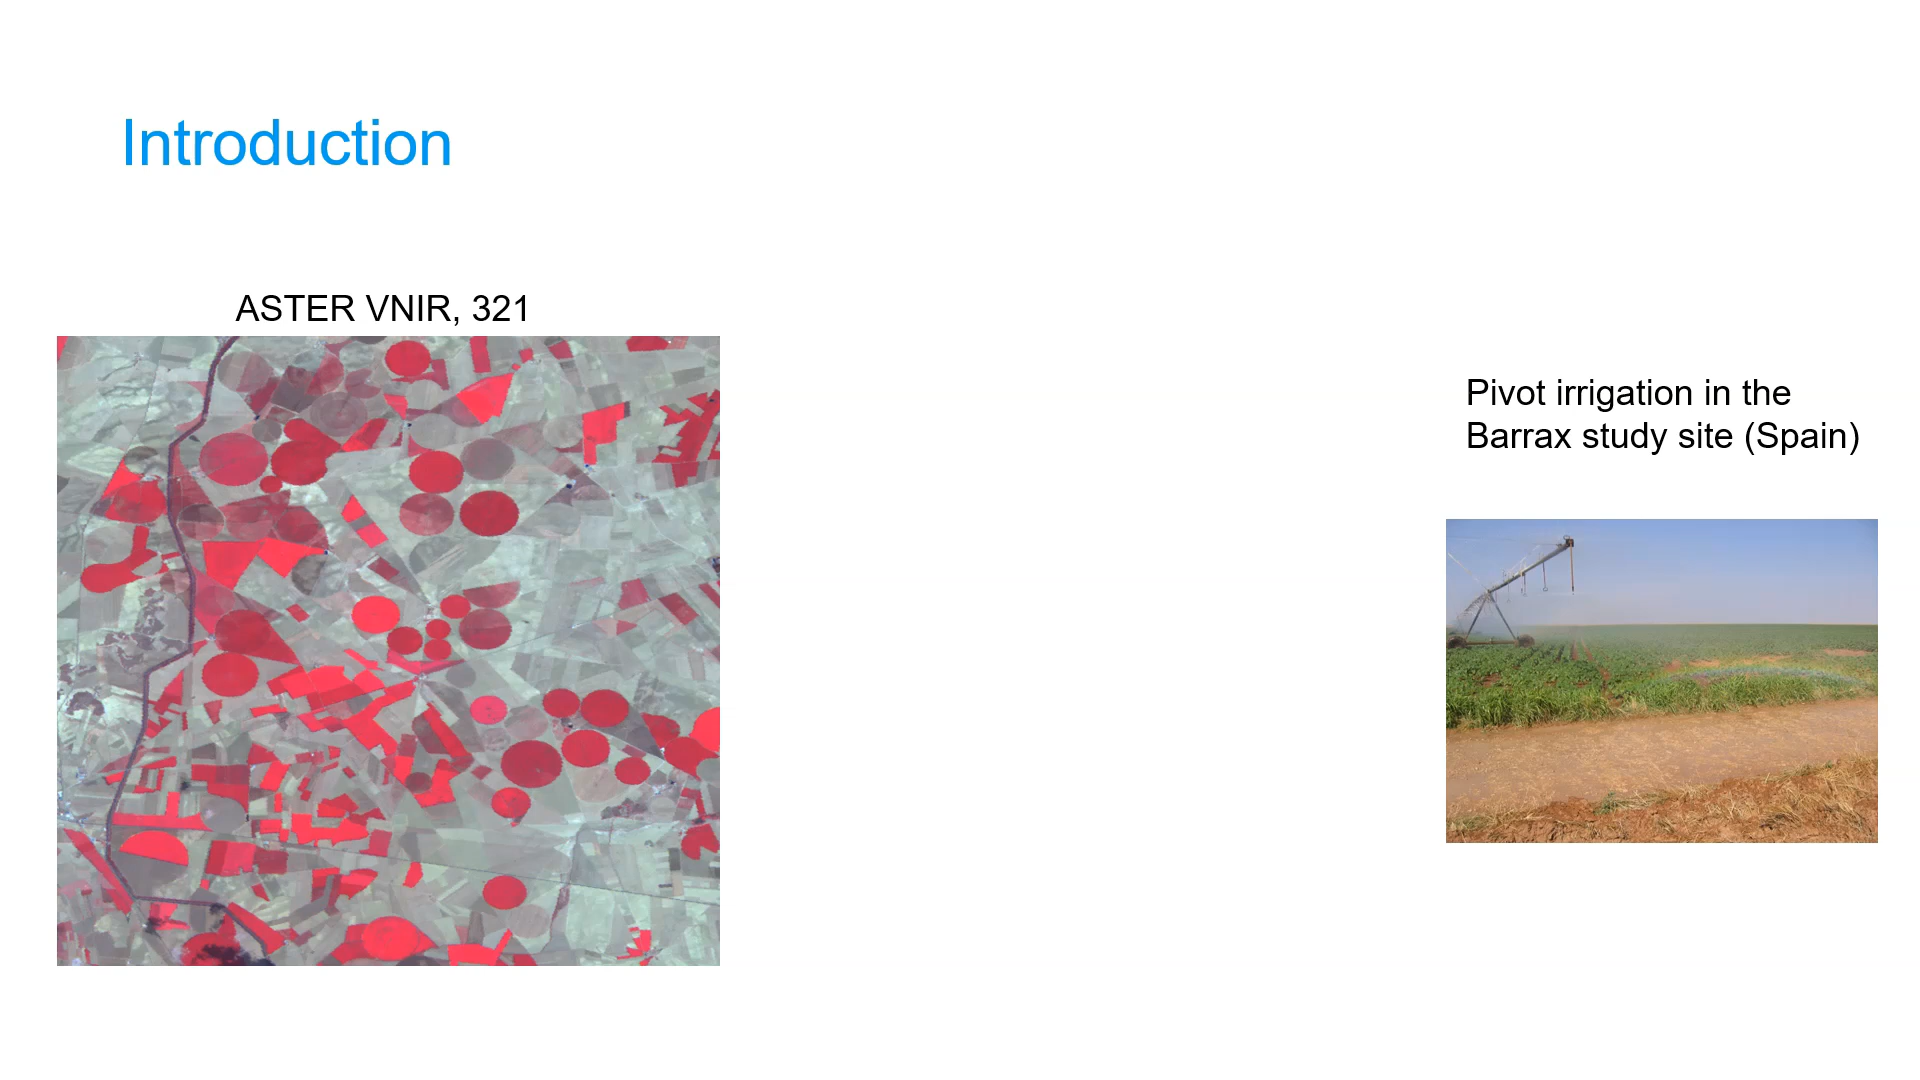 Introduction
ASTER VNIR, 321
Pivot irrigation in the
Barrax study site (Spain)